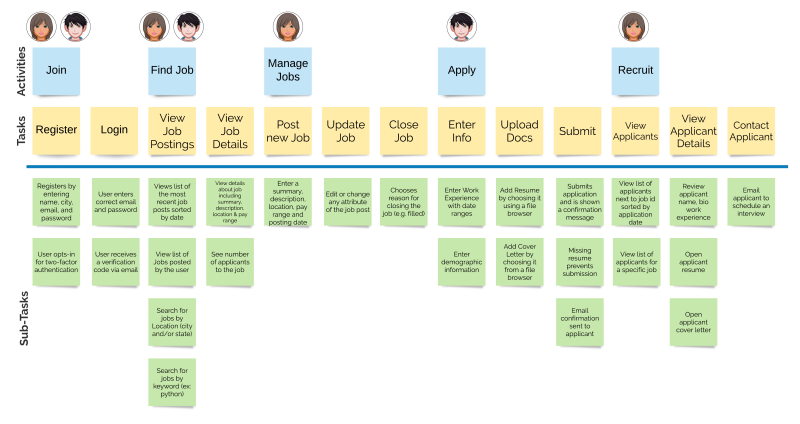 Activities
Join
Find Job
Manage
Jobs
Apply
Recruit
Tasks
Register
Login
View
Job
Postings
View
Job
Details
Post
new Job
Update
Job
Close
Job
Enter
Info
Upload
Docs
Submit
View
Applicants
View
Applicant
Details
Contact
Applicant
Sub-Tasks
Registers by
entering
name, city,
email, and
password
User enters
correct email
and password
Views list of
the most
recent job
postings
sorted by
date
View details
about job
including
summary,
description,
location & pay
range
Enter a
summary,
description,
location, pay
range and
posting date
Edit or change
any attribute
of the job post
Chooses
reason for
closing the
job (e.g. filled)
Enter Work
Experience
with date
ranges
Add Resume by
choosing it
using a file
browser
Submits
application
and is shown
a confirmation
message
View list of
applicants
next to job id
sorted by
application
date
Review
applicant
name, bio
work
experience
Email
applicant to
schedule an
interview
User opts-in
for two-factor
authentication
User receives
a verification
code via email
View list of
Jobs posted
by the user
See number
of applicants
to the job
Enter
demographic
information
Add Cover
Letter by
choosing it
from a file
browser
Missing
resume
prevents
submission
View list of
applicants for
a specific job
Open
applicant
resume
Search for
jobs by
Location (city
and/or state)
Email
confirmation
sent to
applicant
Open
applicant
cover letter
Search for
jobs by
keyword (ex:
python)